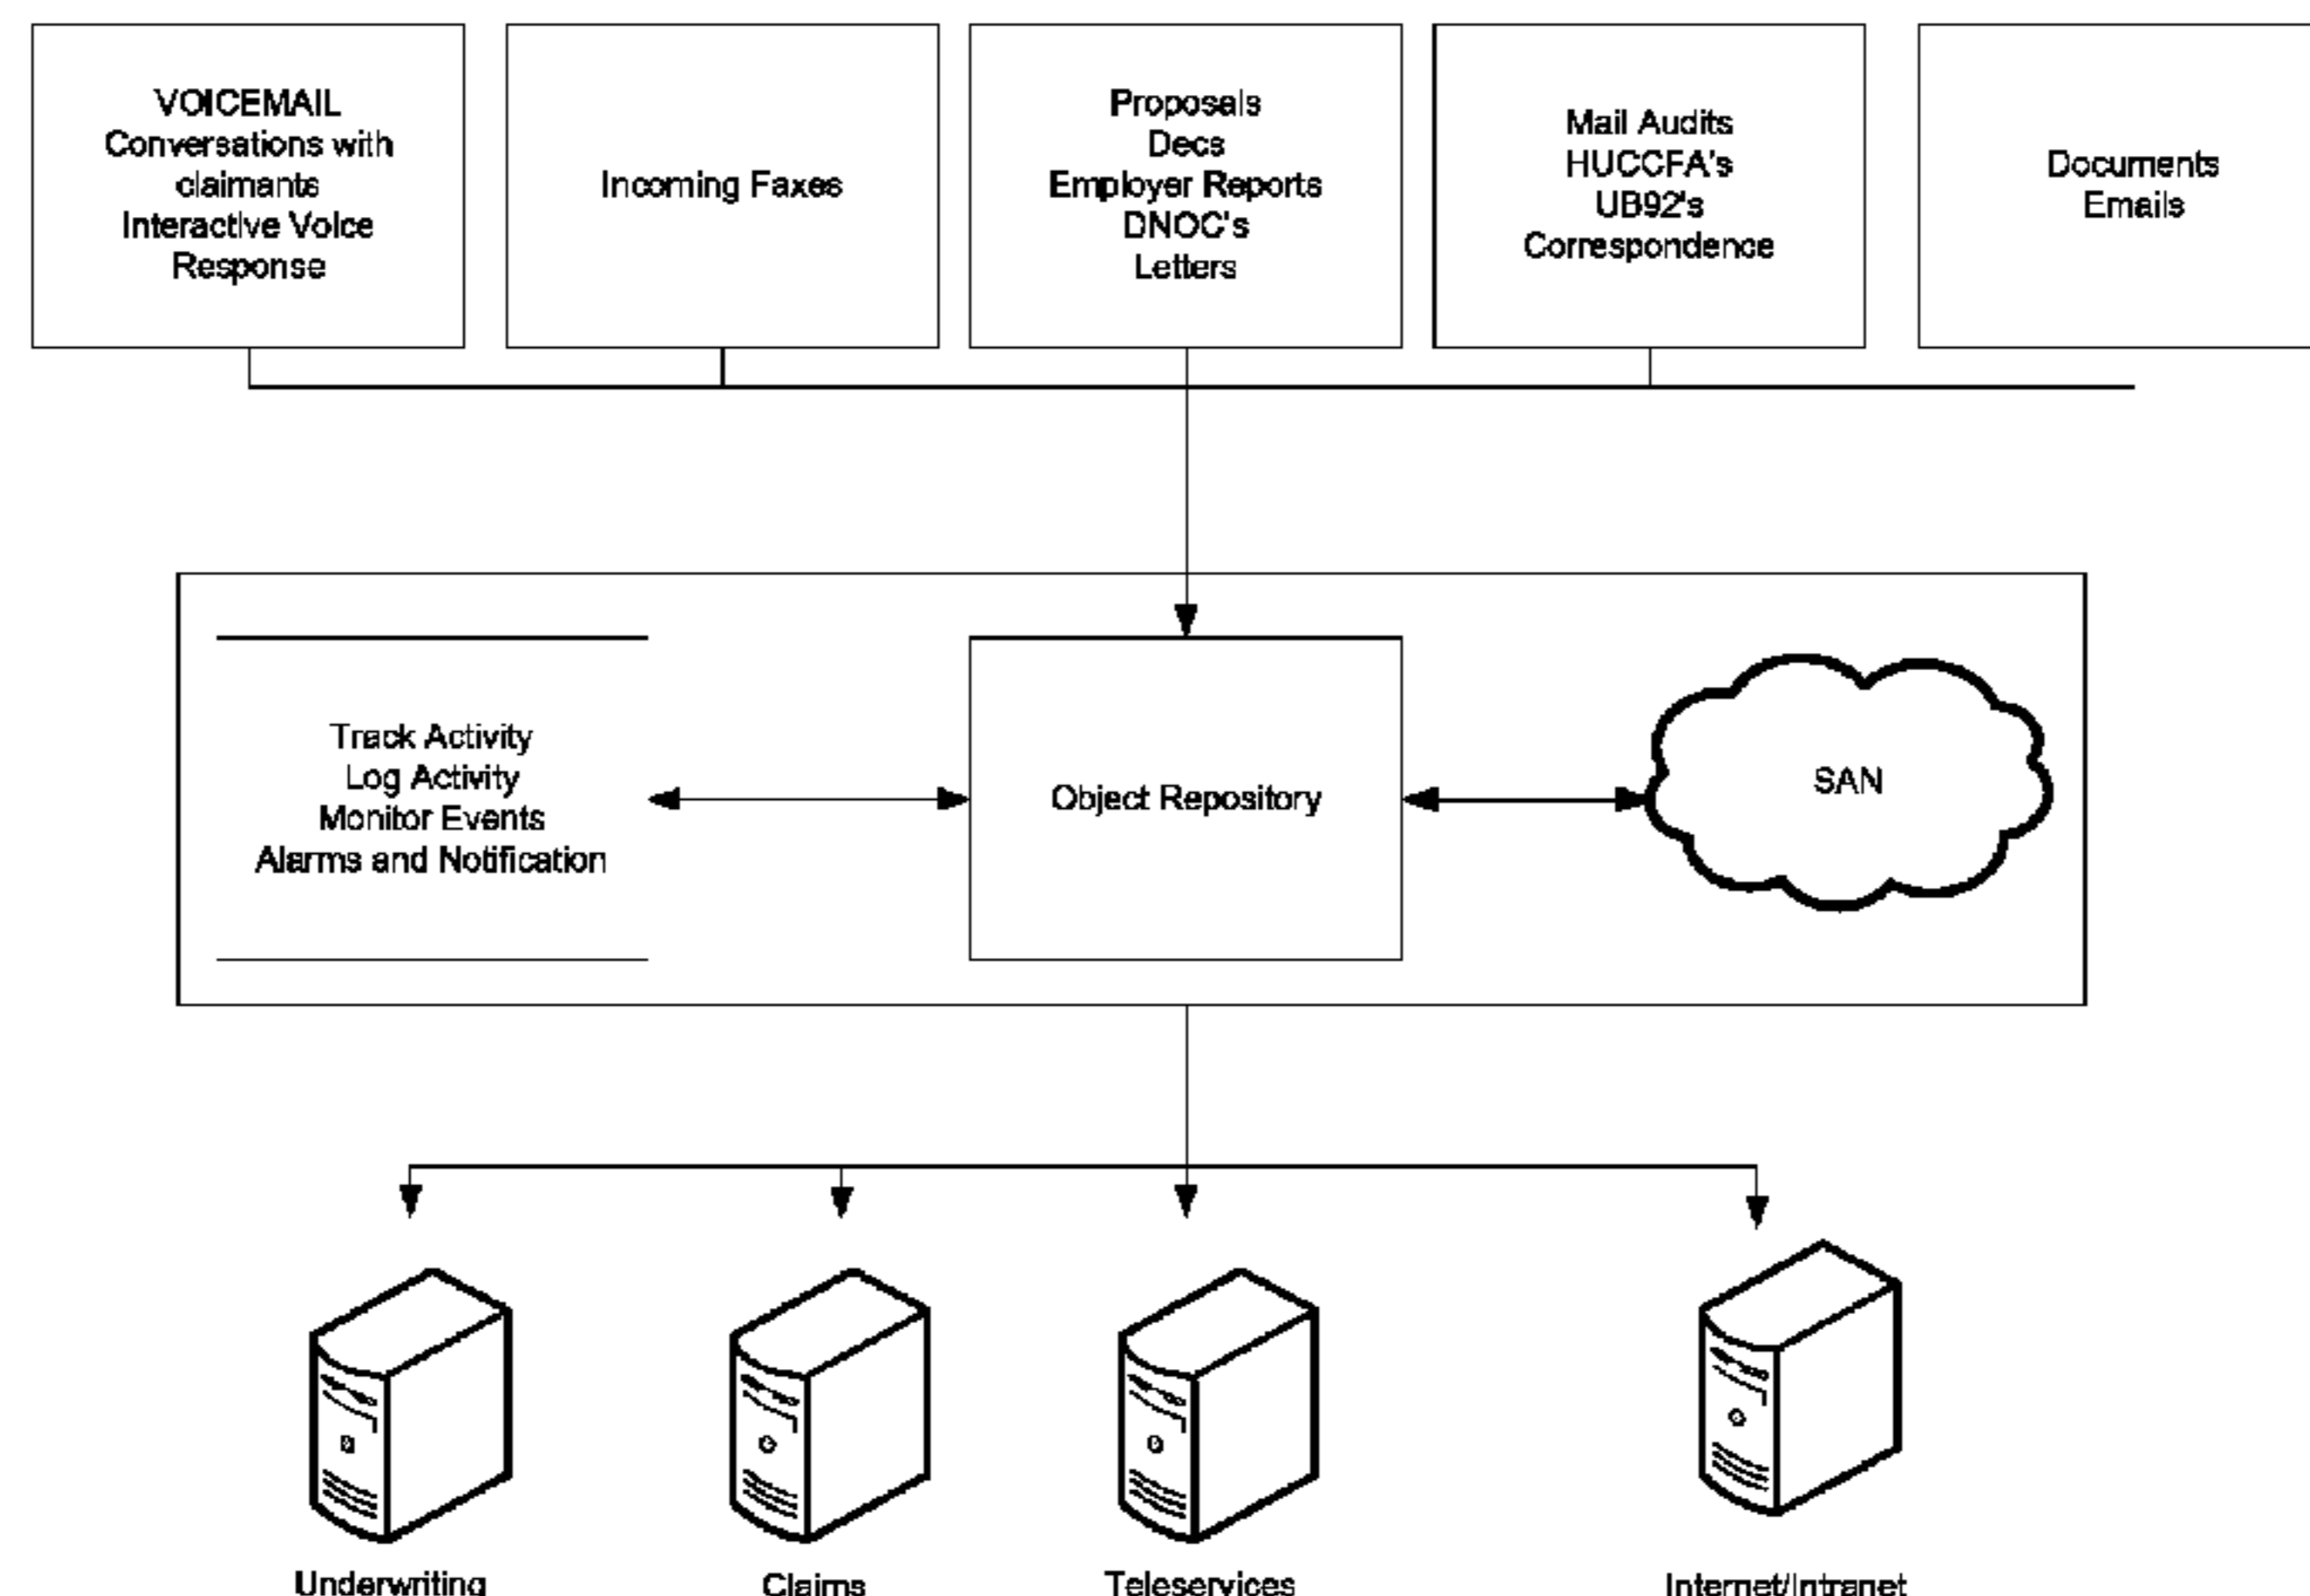 VOICEMAIL
Conversations with
claimants
Interactive Voice
Response
Incoming Faxes
Proposals
Decs
Employer Reports
DNOC's
Letters
Mail Audits
HUCCFA's
UB92's
Correspondence
Documents
Emails
Track Activity
Log Activity
Monitor Events
Alarms and Notification
Object Repository
SAN
Underwriting
Claims
Teleservices
Internet/Intranet